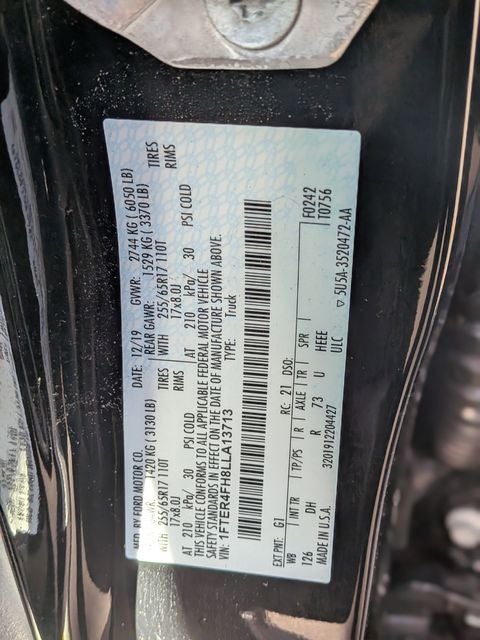 MFD. BY FORD MOTOR CO.
DATE: 12/19 GVWR: 2744 KG ( 6050 LB)
1420 KG ( 3130 LB) REAR GAWR: 1529 KG ( 3370 LB)
WITH 255/65R17 110T TIRES WITH 255/65R17 110T TIRES
17x8.0J RIMS 17x8.0J RIMS
AT 210 kPa/ 30 PSI COLD AT 210 kPa/ 30 PSI COLD
THIS VEHICLE CONFORMS TO ALL APPLICABLE FEDERAL MOTOR VEHICLE
SAFETY STANDARDS IN EFFECT ON THE DATE OF MANUFACTURE SHOWN ABOVE.
VIN: 1FTER4FH8LLA13713 TYPE: Truck
F0242
T0756
EXT PNT: G1 RC: 21 DSO:
WB INT TR TP/PS R AXLE TR SPR
126 DH R 73 U HEEE
MADE IN U.S.A. 3201912204427 ULC
▽ 5U5A-3520472-AA